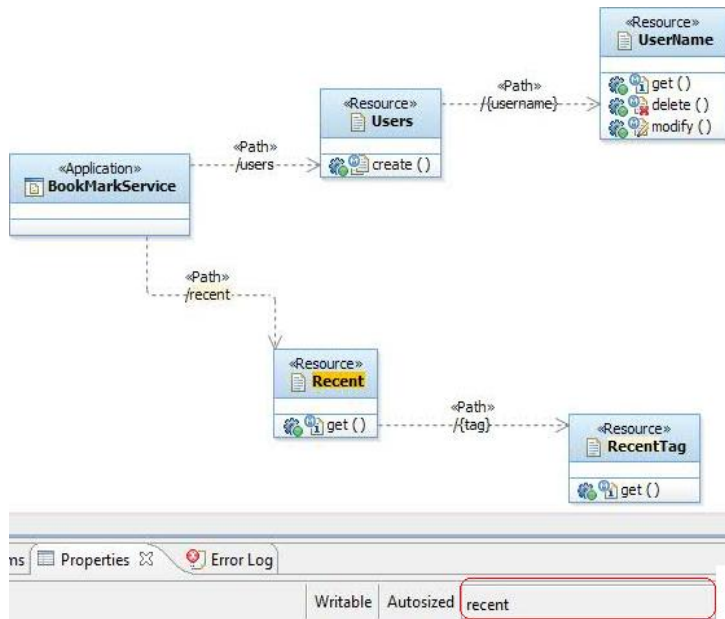 «Resource»
UserName
get ()
delete ()
modify ()
«Path»
/{username}
«Resource»
Users
create ()
«Path»
/users
«Application»
BookMarkService
«Path»
/recent
«Resource»
Recent
get ()
«Path»
/{tag}
«Resource»
RecentTag
get ()
ms Properties Error Log
Writable Autosized recent